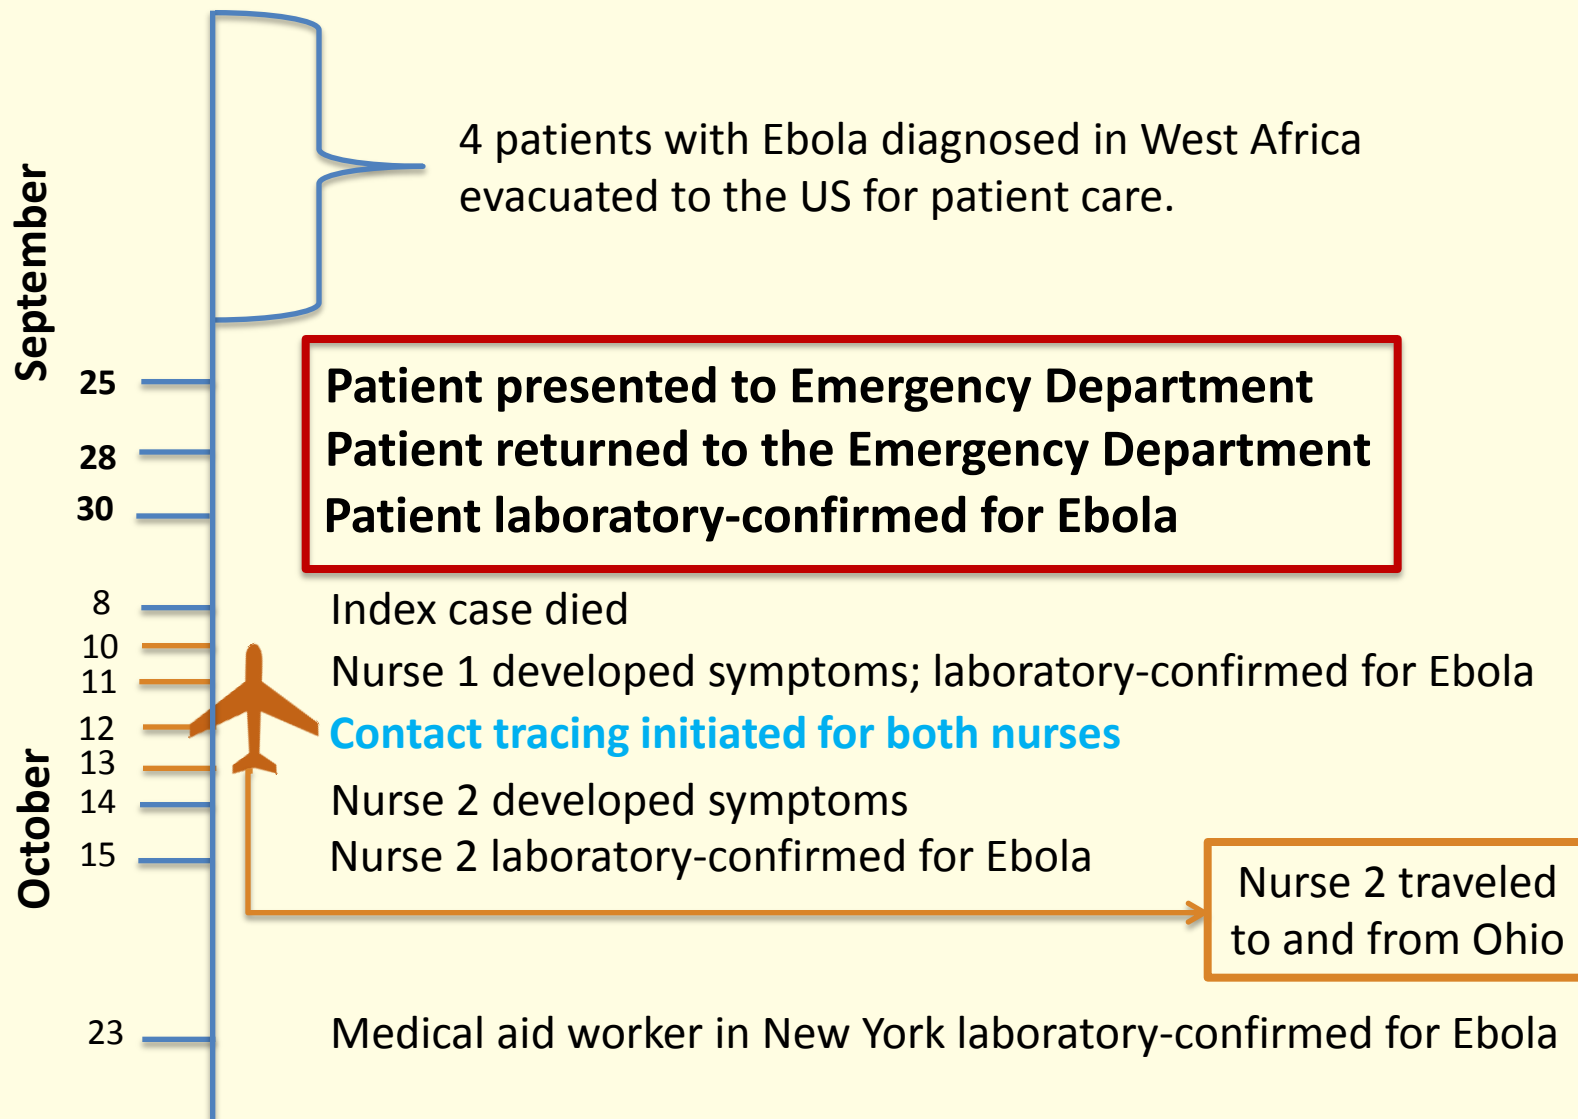 4 patients with Ebola diagnosed in West Africa
evacuated to the US for patient care.
September
25
Patient presented to Emergency Department
28
Patient returned to the Emergency Department
30
Patient laboratory-confirmed for Ebola
8
Index case died
10
11
Nurse 1 developed symptoms; laboratory-confirmed for Ebola
12
Contact tracing initiated for both nurses
October
13
14
Nurse 2 developed symptoms
15
Nurse 2 laboratory-confirmed for Ebola
Nurse 2 traveled
to and from Ohio
23
Medical aid worker in New York laboratory-confirmed for Ebola